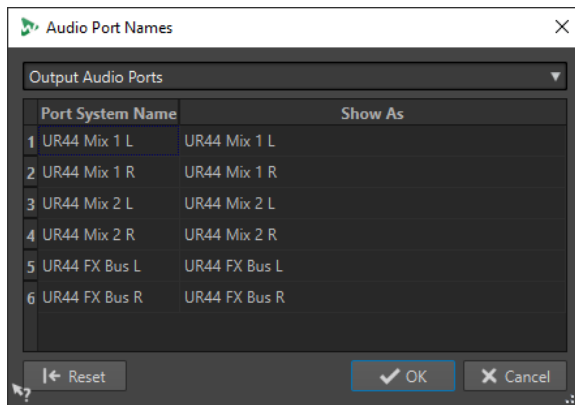 Audio Port Names
Output Audio Ports
Port System Name Show As
1 UR44 Mix 1 L UR44 Mix 1 L
2 UR44 Mix 1 R UR44 Mix 1 R
3 UR44 Mix 2 L UR44 Mix 2 L
4 UR44 Mix 2 R UR44 Mix 2 R
5 UR44 FX Bus L UR44 FX Bus L
6 UR44 FX Bus R UR44 FX Bus R
? Reset OK Cancel